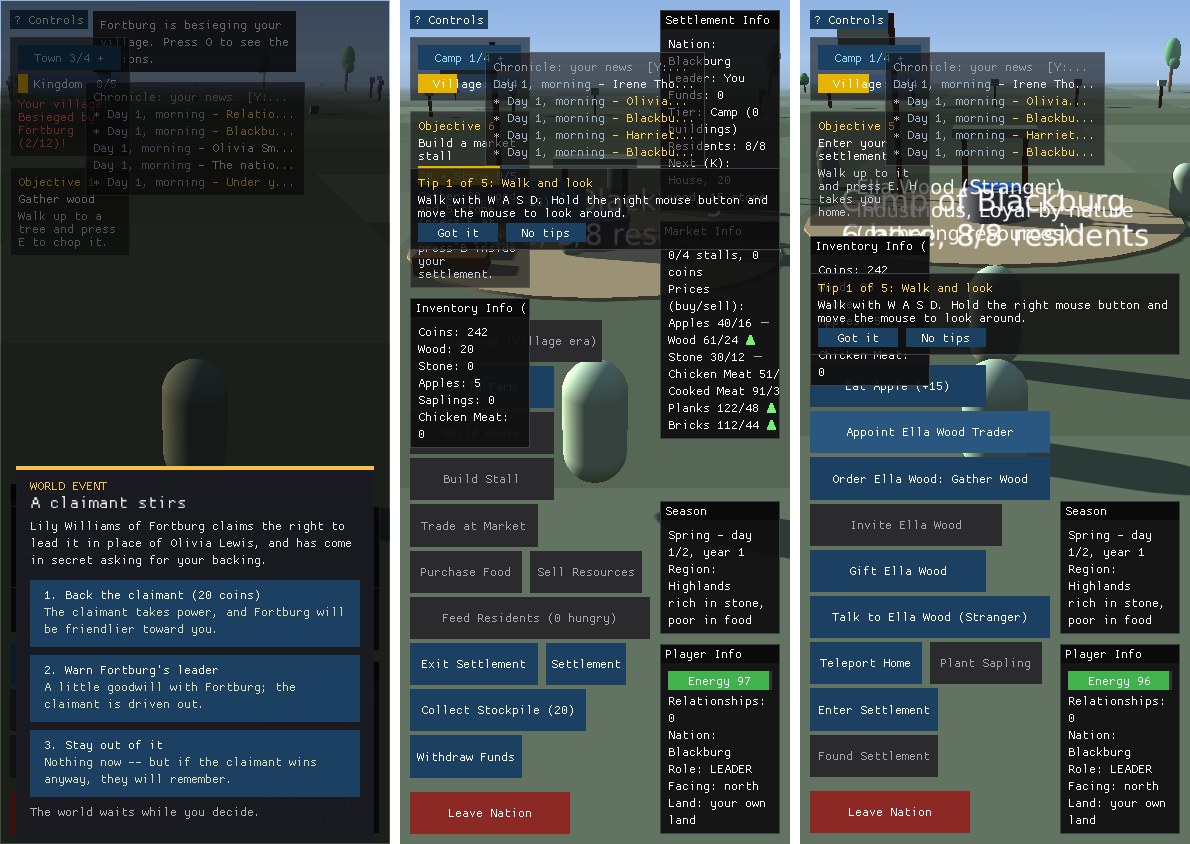 ? Controls
Fortburg is besieging your
village. Press O to see the
Town 3/4 +
Kingdom 0/5
Chronicle: your news [Y:...
* Day 1, morning - Relatio...
* Day 1, morning - Blackbu...
* Day 1, morning - Olivia Sm...
* Day 1, morning - The natio...
* Day 1, morning - Under y...
Your village
Besieged by
Fortburg
(2/12)!
Objective 1
Gather wood
Walk up to a
tree and press
E to chop it.
WORLD EVENT
A claimant stirs
Lily Williams of Fortburg claims the right to
lead it in place of Olivia Lewis, and has come
in secret asking for your backing.
1. Back the claimant (20 coins)
The claimant takes power, and Fortburg will
be friendlier toward you.
2. Warn Fortburg's leader
A little goodwill with Fortburg; the
claimant is driven out.
3. Stay out of it
Nothing now -- but if the claimant wins
anyway, they will remember.
The world waits while you decide.
? Controls
Camp 1/4 +
Village
Chronicle: your news [Y:...
Day 1, morning - Irene Tho...
* Day 1, morning - Olivia...
* Day 1, morning - Blackbu...
* Day 1, morning - Harriet...
* Day 1, morning - Blackbu...
Objective 6
Build a market
stall
Tip 1 of 5: Walk and look
Walk with W A S D. Hold the right mouse button and
move the mouse to look around.
Got it
No tips
press B inside
your
settlement.
Inventory Info (
Coins: 242
Wood: 20
Stone: 0
Apples: 5
Saplings: 0
Chicken Meat:
0
(Village era)
Farm
Build Stall
Trade at Market
Purchase Food
Sell Resources
Feed Residents (0 hungry)
Exit Settlement
Settlement
Collect Stockpile (20)
Withdraw Funds
Leave Nation
Settlement Info
Nation:
Blackburg
Leader: You
Funds: 0
Tier: Camp (0
buildings)
Residents: 8/8
Next (K):
House, 20
Market Info
0/4 stalls, 0
coins
Prices
(buy/sell):
Apples 40/16 —
Wood 61/24 ▲
Stone 30/12 —
Chicken Meat 51/
Cooked Meat 91/3
Planks 122/48 ▲
Bricks 112/44 ▲
Season
Spring - day
1/2, year 1
Region:
Highlands
rich in stone,
poor in food
Player Info
Energy 97
Relationships:
0
Nation:
Blackburg
Role: LEADER
Facing: north
Land: your own
land
? Controls
Camp 1/4 +
Village
Chronicle: your news [Y:...
Day 1, morning - Irene Tho...
* Day 1, morning - Olivia...
* Day 1, morning - Blackbu...
* Day 1, morning - Harriet...
* Day 1, morning - Blackbu...
Objective 5
Enter your
settlement
Walk up to it
and press E.
takes you
home.
Ella Wood (Stranger)
Industrious, Loyal by nature
(gathering resources)
Camp of Blackburg
8/8 residents
Inventory Info (
Coins: 242
Tip 1 of 5: Walk and look
Walk with W A S D. Hold the right mouse button and
move the mouse to look around.
Got it
No tips
Chicken Meat:
0
Eat Apple (+15)
Appoint Ella Wood Trader
Order Ella Wood: Gather Wood
Invite Ella Wood
Gift Ella Wood
Talk to Ella Wood (Stranger)
Teleport Home
Plant Sapling
Enter Settlement
Found Settlement
Leave Nation
Season
Spring - day
1/2, year 1
Region:
Highlands
rich in stone,
poor in food
Player Info
Energy 96
Relationships:
0
Nation:
Blackburg
Role: LEADER
Facing: north
Land: your own
land